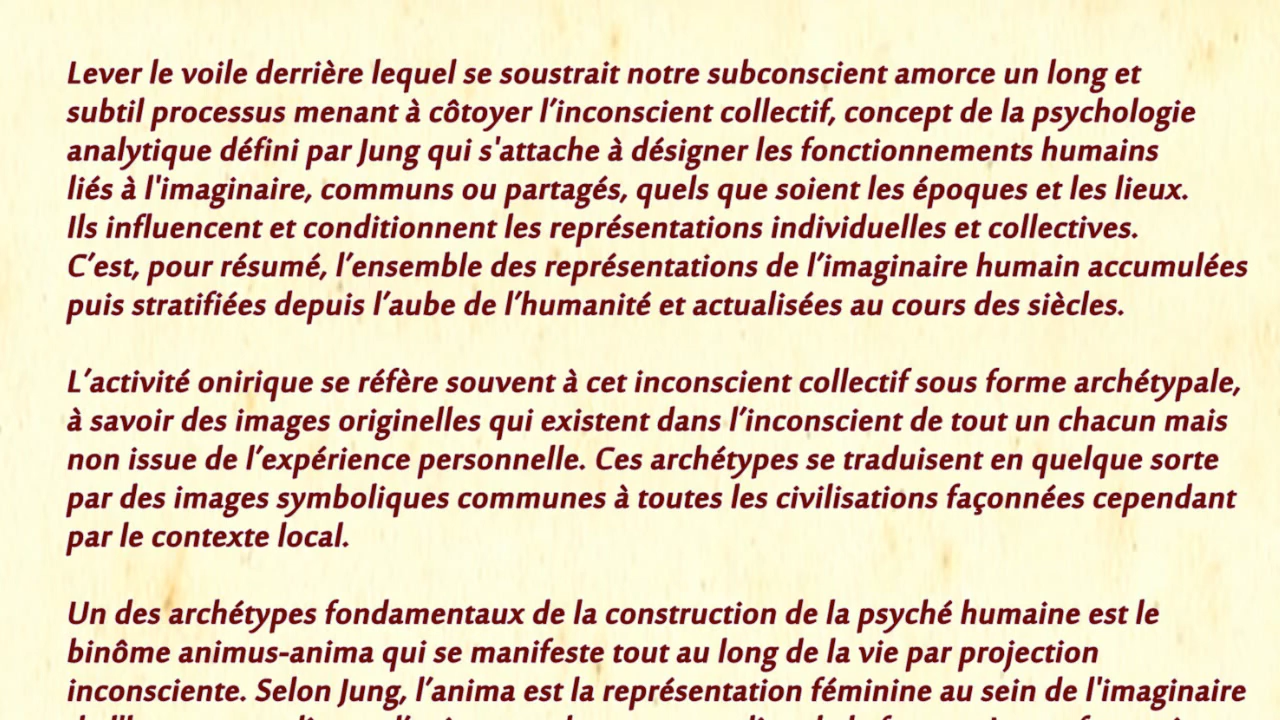 Lever le voile derrière lequel se soustrait notre subconscient amorce un long et
subtil processus menant à côtoyer l’inconscient collectif, concept de la psychologie
analytique défini par Jung qui s'attache à désigner les fonctionnements humains
liés à l'imaginaire, communs ou partagés, quels que soient les époques et les lieux.
Ils influencent et conditionnent les représentations individuelles et collectives.
C’est, pour résumé, l’ensemble des représentations de l’imaginaire humain accumulées
puis stratifiées depuis l’aube de l’humanité et actualisées au cours des siècles.
L’activité onirique se réfère souvent à cet inconscient collectif sous forme archétypale,
à savoir des images originelles qui existent dans l’inconscient de tout un chacun mais
non issue de l’expérience personnelle. Ces archétypes se traduisent en quelque sorte
par des images symboliques communes à toutes les civilisations façonnées cependant
par le contexte local.
Un des archétypes fondamentaux de la construction de la psyché humaine est le
binôme animus-anima qui se manifeste tout au long de la vie par projection
inconsciente. Selon Jung, l’anima est la représentation féminine au sein de l'imaginaire